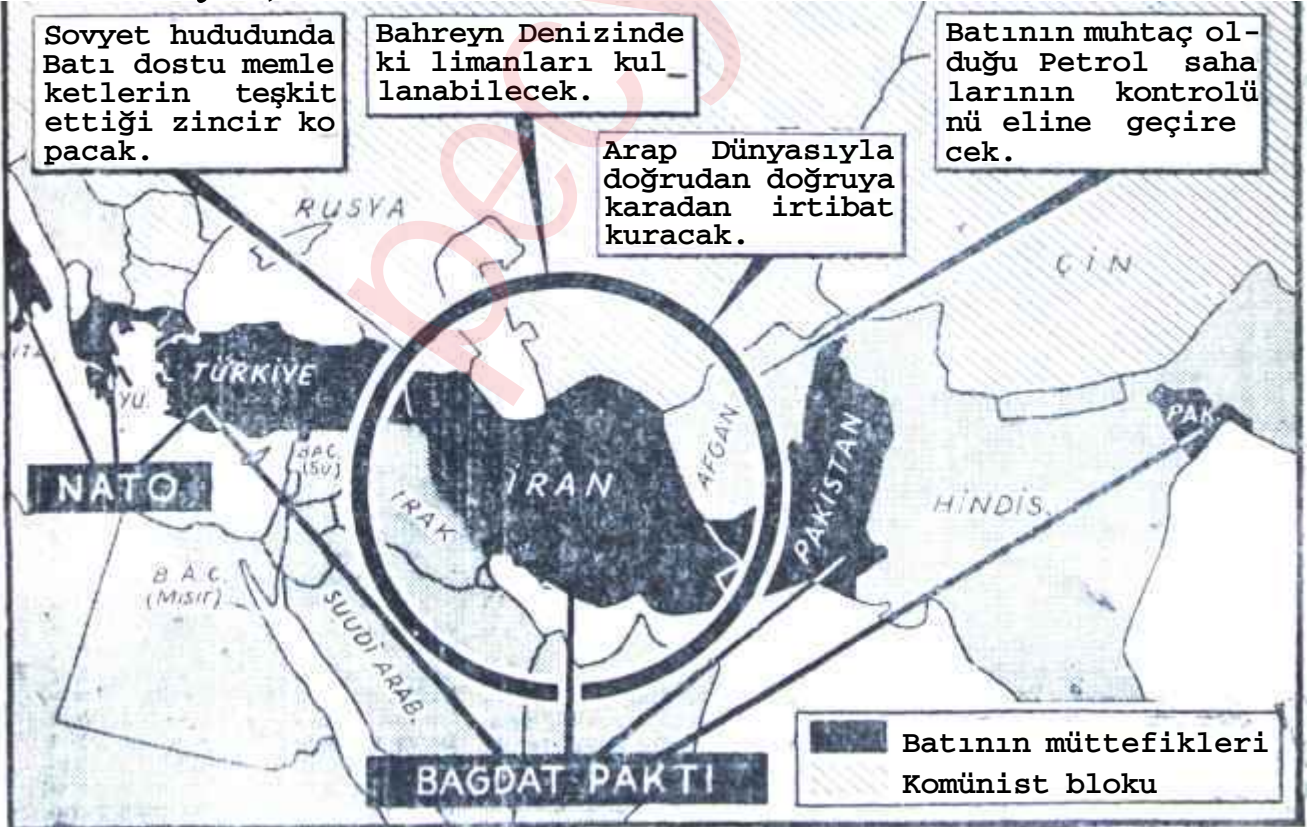 Sovyet hududunda
Batı dostu memle
ketlerin teşkit
ettiği zincir ko
pacak.
Bahreyn Denizinde
ki limanları kul_
lanabilecek.
Arap Dünyasıyla
doğrudan doğruya
karadan irtibat
kuracak.
Batının muhtaç ol-
duğu Petrol saha
larının kontrolü
nü eline geçire
cek.
RUSYA
ÇİN
TÜRKİYE
YU.
NATO
B.A.C.
(SU)
IRAK
İRAN
AFGAN.
PAKİSTAN
HİNDİS.
PAK.
B.A.C.
(MISIR)
SUUDİ ARAB.
BAGDAT PAKTI
Batının müttefikleri
Komünist bloku
pecy